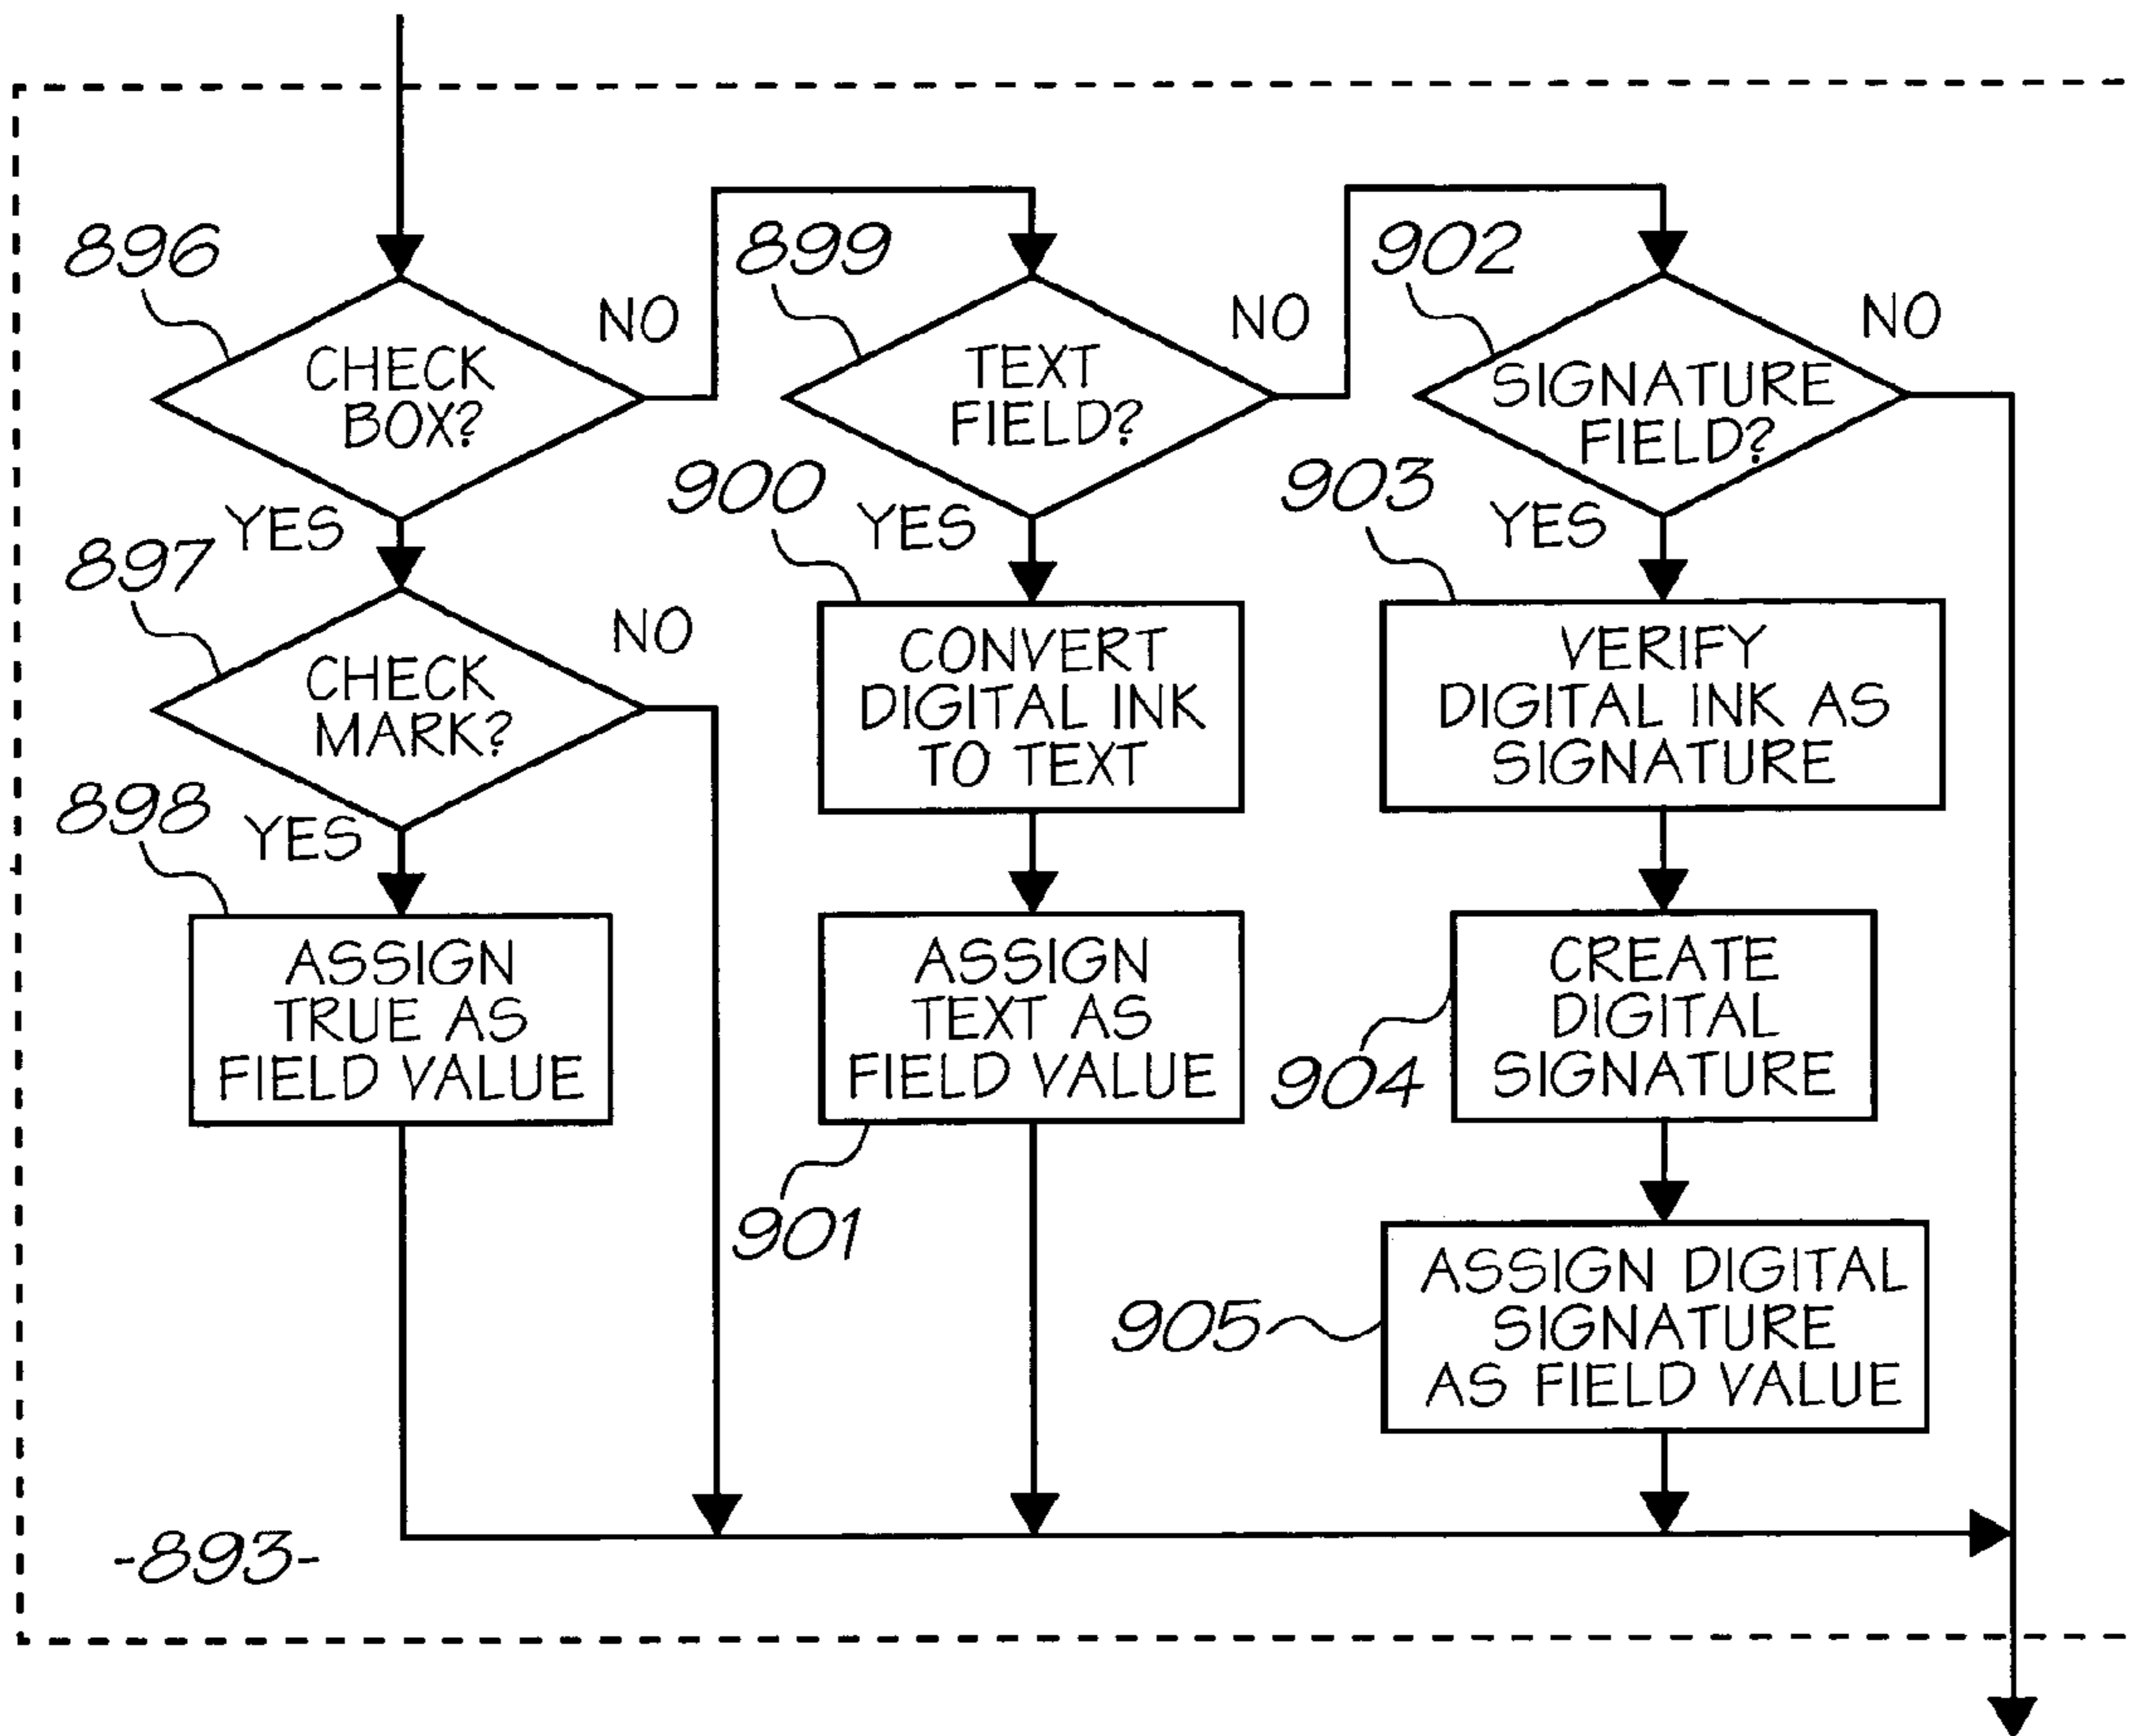 896
CHECK
BOX?
NO
YES
897
CHECK
MARK?
NO
YES
898
ASSIGN
TRUE AS
FIELD VALUE
899
TEXT
FIELD?
NO
YES
900
CONVERT
DIGITAL INK
TO TEXT
ASSIGN
TEXT AS
FIELD VALUE
901
902
SIGNATURE
FIELD?
NO
YES
903
VERIFY
DIGITAL INK AS
SIGNATURE
CREATE
DIGITAL
SIGNATURE
904
ASSIGN DIGITAL
SIGNATURE
AS FIELD VALUE
905
-893-